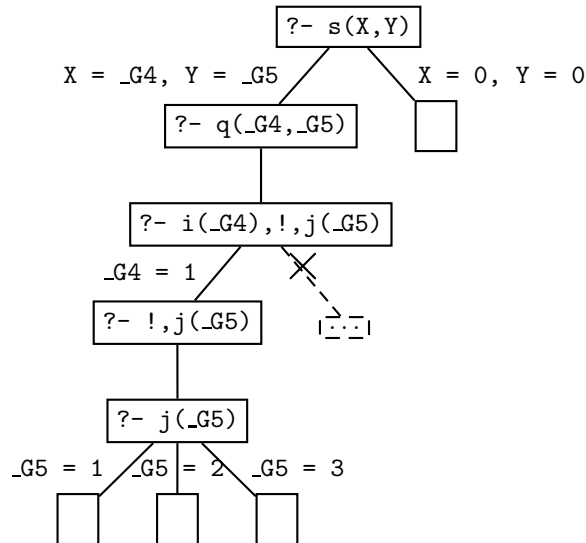 ?- s(X,Y)
X = _G4, Y = _G5
X = 0, Y = 0
?- q(_G4,_G5)
?- i(_G4),!,j(_G5)
_G4 = 1
...
?- !,j(_G5)
?- j(_G5)
_G5 = 1
_G5 = 2
_G5 = 3